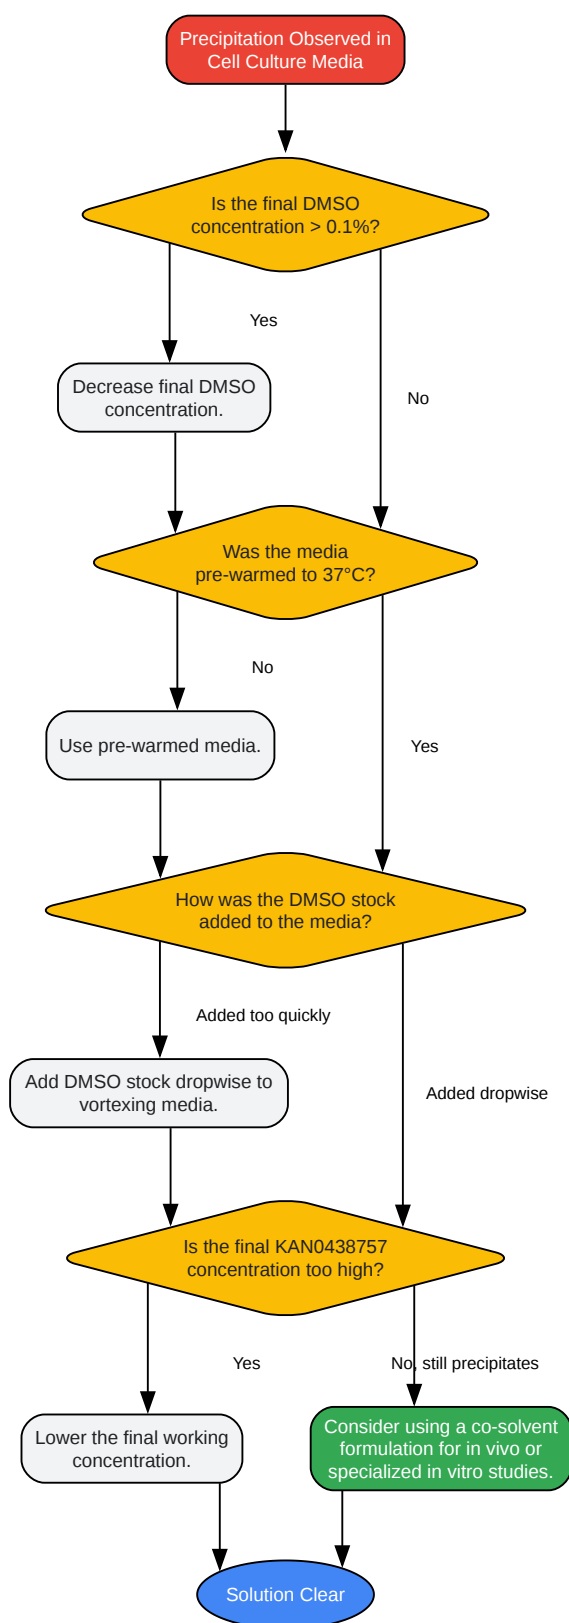 Precipitation Observed in
Cell Culture Media
Is the final DMSO
concentration > 0.1%?
Yes
Decrease final DMSO
concentration.
No
Was the media
pre-warmed to 37°C?
No
Use pre-warmed media.
Yes
How was the DMSO stock
added to the media?
Added too quickly
Add DMSO stock dropwise to
vortexing media.
Added dropwise
Is the final KAN0438757
concentration too high?
Yes
No, still precipitates
Lower the final working
concentration.
Consider using a co-solvent
formulation for in vivo or
specialized in vitro studies.
Solution Clear